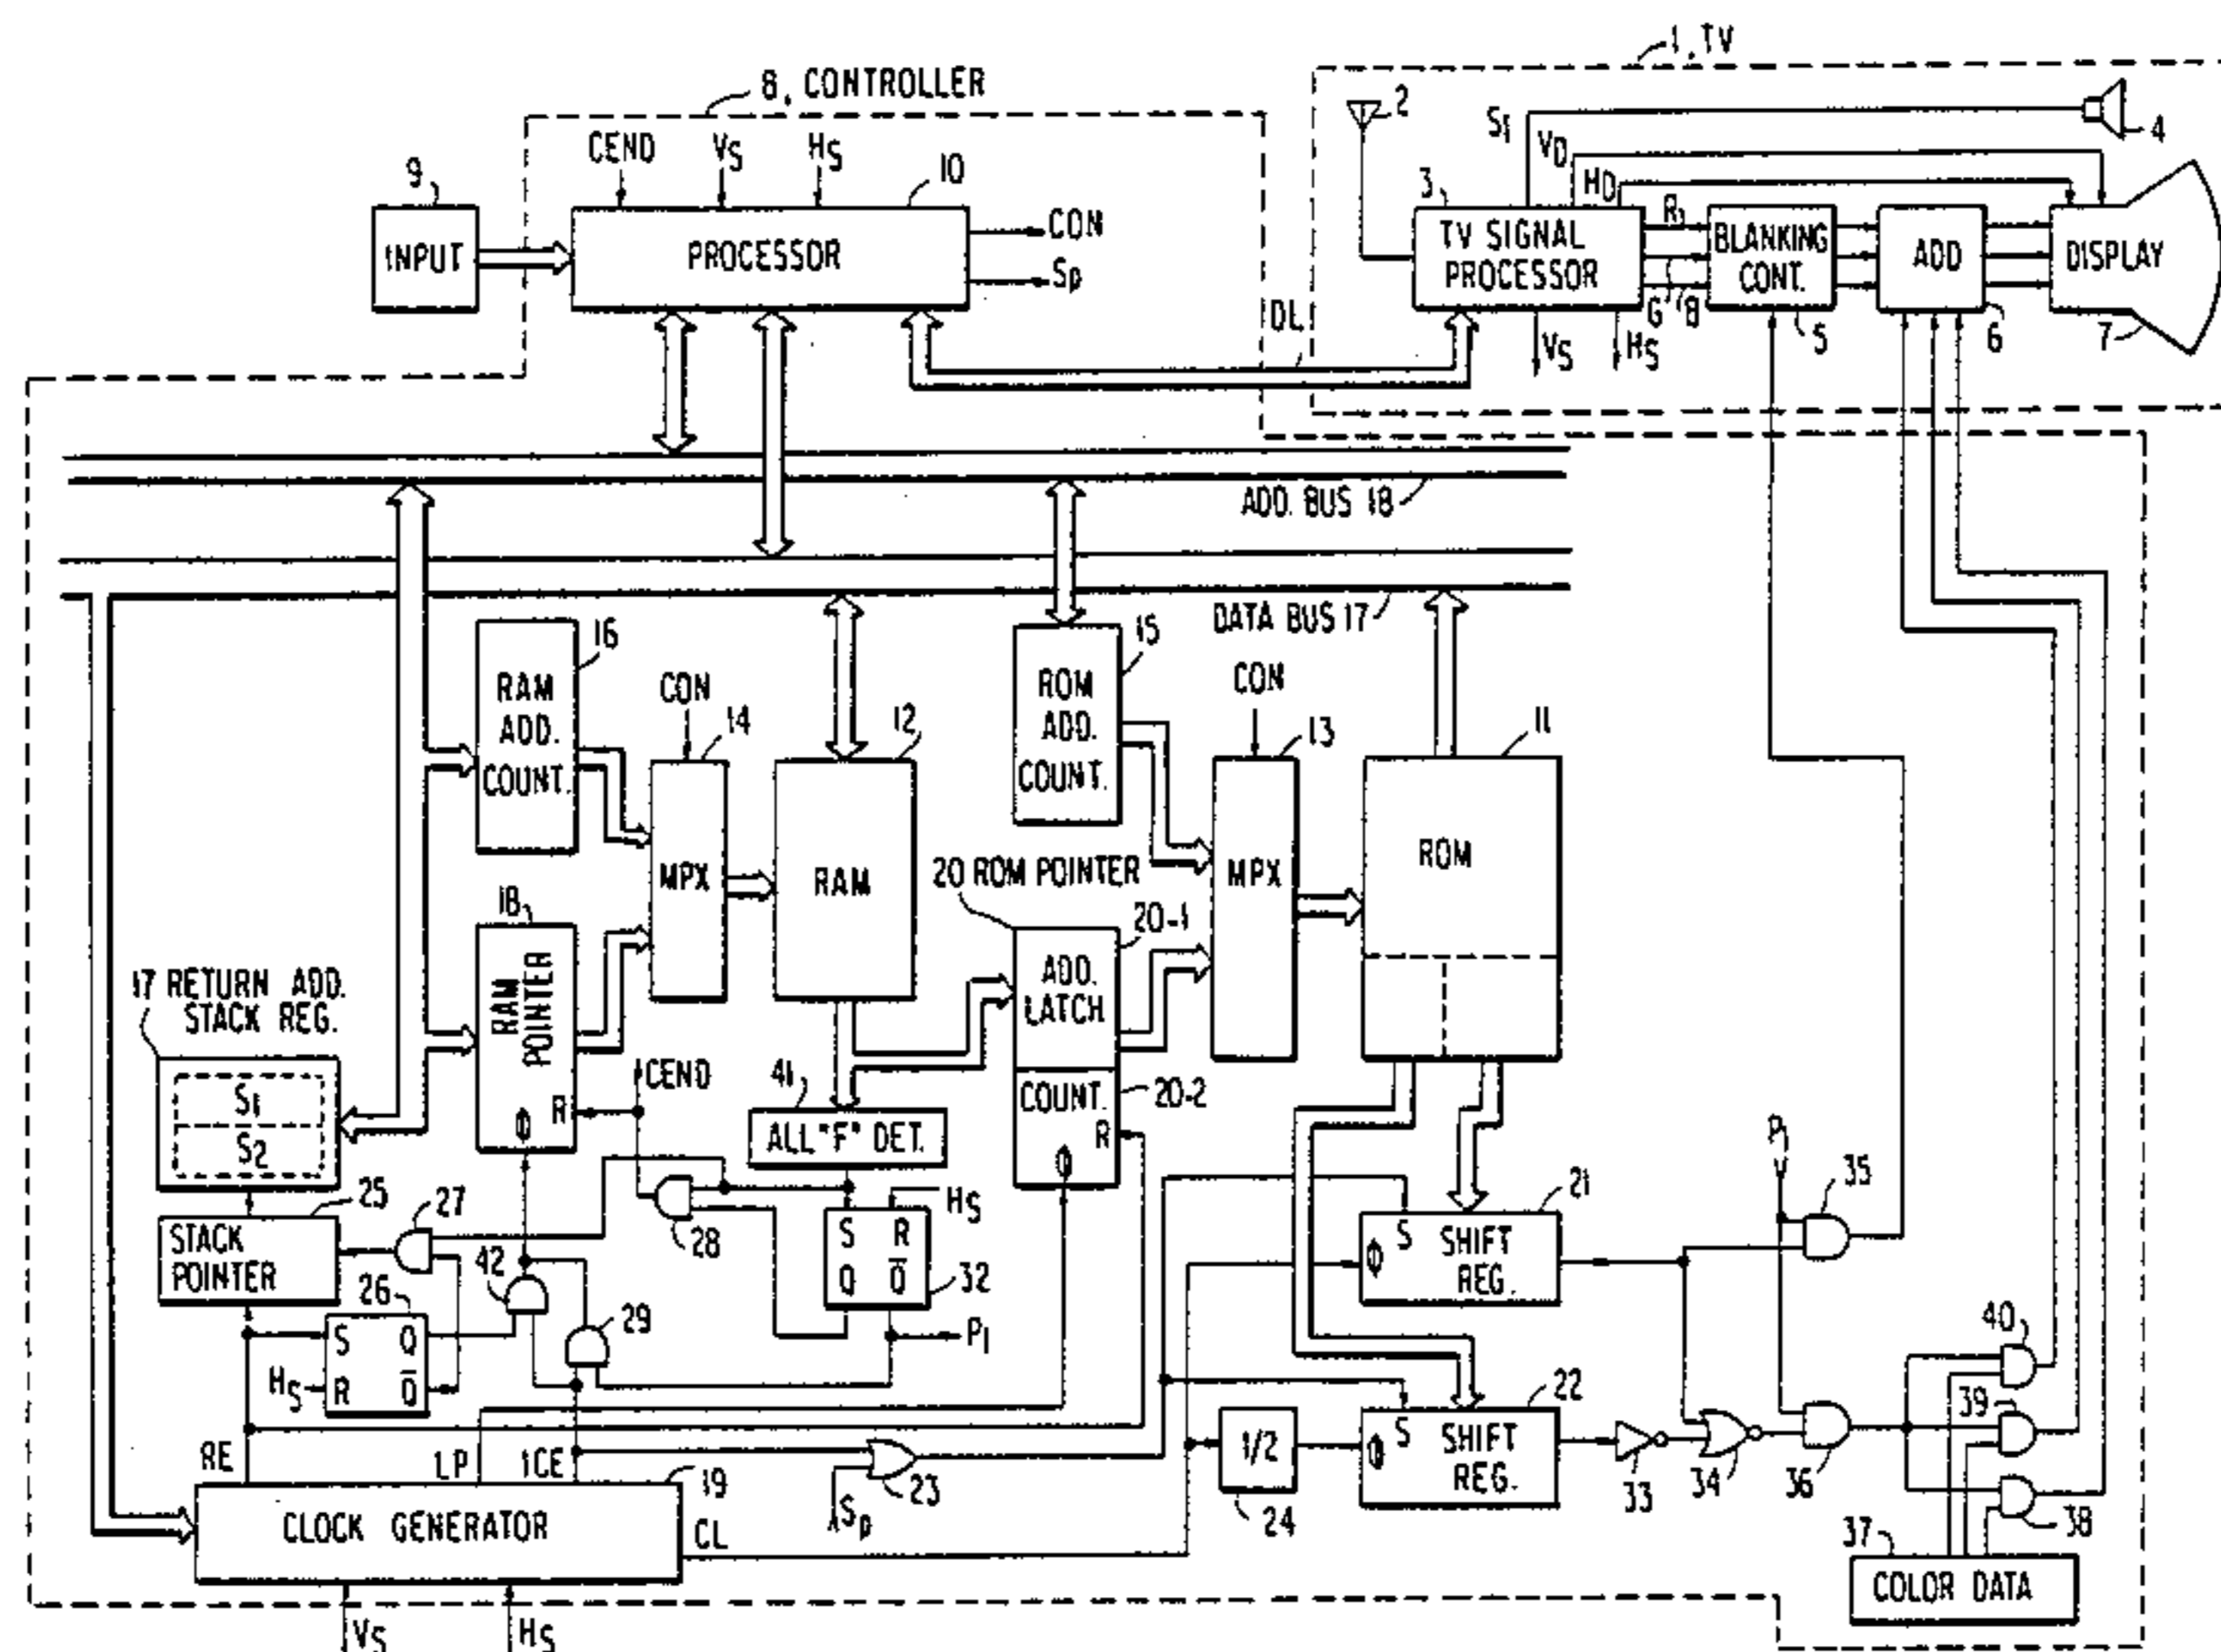 1, TV
8, CONTROLLER
2
S1
4
CEND
VS
HS
VD
9
10
3
HD
CON
R
INPUT
PROCESSOR
TV SIGNAL
PROCESSOR
BLANKING
CONT.
ADD
DISPLAY
SP
G
B
DL
5
6
7
VS
HS
ADD. BUS 18
DATA BUS 17
16
15
RAM
ADD.
COUNT.
CON
14
12
ROM
ADD.
COUNT.
CON
13
11
MPX
RAM
20 ROM POINTER
MPX
ROM
18
20-1
RAM
POINTER
ADD.
LATCH
17 RETURN ADD.
STACK REG.
CEND
41
COUNT.
20-2
S1
S2
R
Φ
ALL "F" DET.
R
Φ
P1
35
25
27
28
HS
21
STACK
POINTER
42
S
R
Q
Q̅
32
S
Φ
SHIFT
REG.
26
29
P1
40
S
Q
HS
R
Q̅
22
39
RE
LP
1CE
19
23
1/2
24
S
Φ
SHIFT
REG.
33
34
36
CLOCK GENERATOR
CL
SP
38
37
COLOR DATA
VS
HS